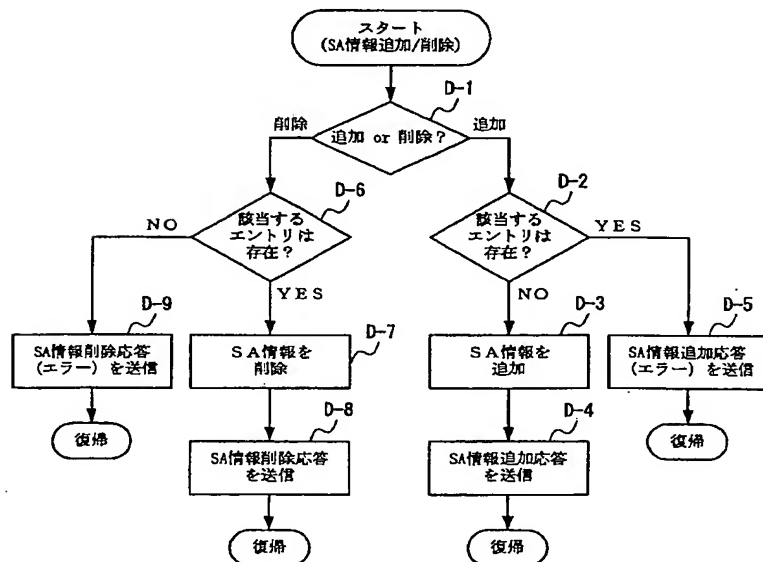 スタート
(SA情報追加/削除)
D-1
追加 or 削除?
削除
追加
D-6
該当する
エントリは
存在?
NO
YES
D-2
該当する
エントリは
存在?
YES
NO
D-9
SA情報削除応答
(エラー)を送信
復帰
SA情報を
削除
D-7
D-8
SA情報削除応答
を送信
復帰
D-3
SA情報を
追加
D-4
SA情報追加応答
を送信
復帰
D-5
SA情報追加応答
(エラー)を送信
復帰